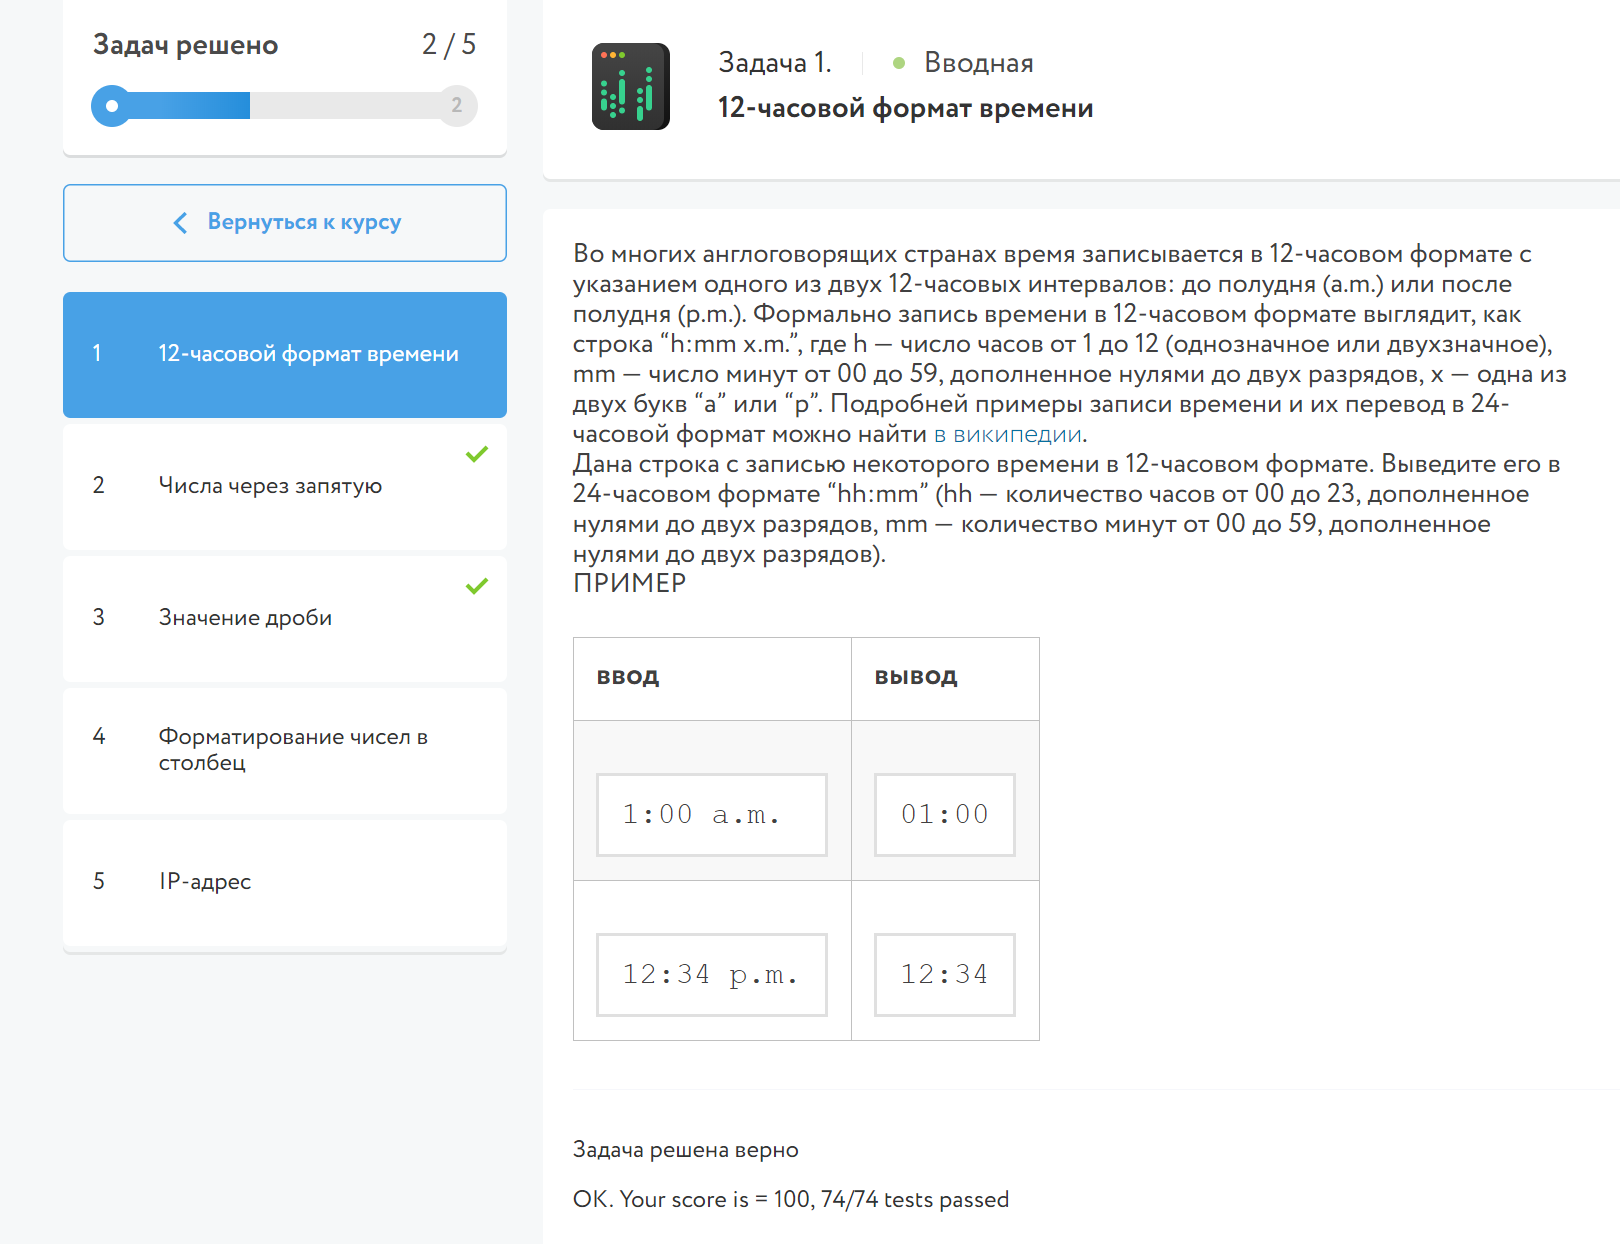 Задач решено 2 / 5
2
Вернуться к курсу
1 12-часовой формат времени
2 Числа через запятую
3 Значение дроби
4 Форматирование чисел в
столбец
5 IP-адрес
Задача 1. Вводная
12-часовой формат времени
Во многих англоговорящих странах время записывается в 12-часовом формате с
указанием одного из двух 12-часовых интервалов: до полудня (a.m.) или после
полудня (p.m.). Формально запись времени в 12-часовом формате выглядит, как
строка “h:mm x.m.”, где h — число часов от 1 до 12 (однозначное или двухзначное),
mm — число минут от 00 до 59, дополненное нулями до двух разрядов, x — одна из
двух букв “a” или “p”. Подробней примеры записи времени и их перевод в 24-
часовой формат можно найти в википедии.
Дана строка с записью некоторого времени в 12-часовом формате. Выведите его в
24-часовом формате “hh:mm” (hh — количество часов от 00 до 23, дополненное
нулями до двух разрядов, mm — количество минут от 00 до 59, дополненное
нулями до двух разрядов).
ПРИМЕР
ВВОД ВЫВОД
1:00 a.m. 01:00
12:34 p.m. 12:34
Задача решена верно
OK. Your score is = 100, 74/74 tests passed